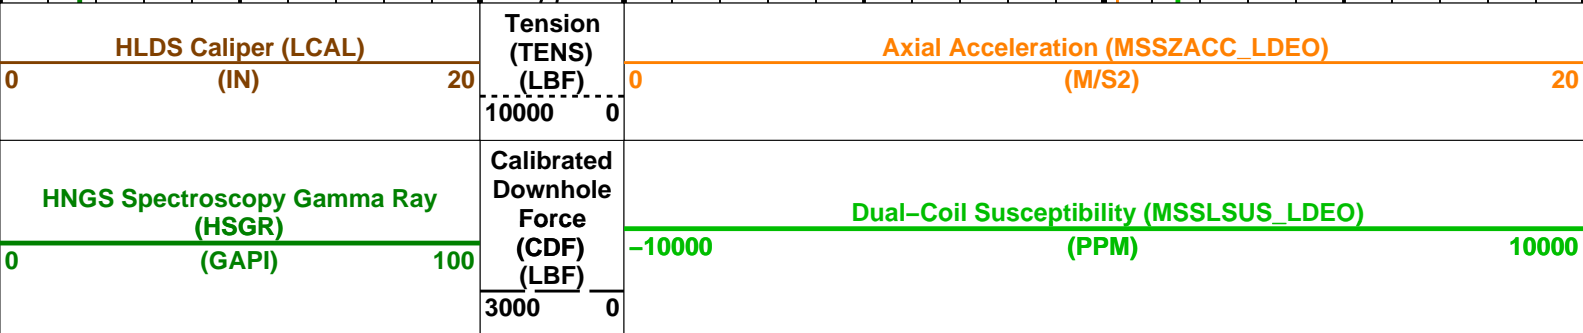 HLDS Caliper (LCAL)
0 (IN) 20
Tension
(TENS)
(LBF)
10000 0
Axial Acceleration (MSSZACC_LDEO)
0 (M/S2) 20
HNGS Spectroscopy Gamma Ray
(HSGR)
0 (GAPI) 100
Calibrated
Downhole
Force
(CDF)
(LBF)
3000 0
Dual−Coil Susceptibility (MSSLSUS_LDEO)
−10000 (PPM) 10000